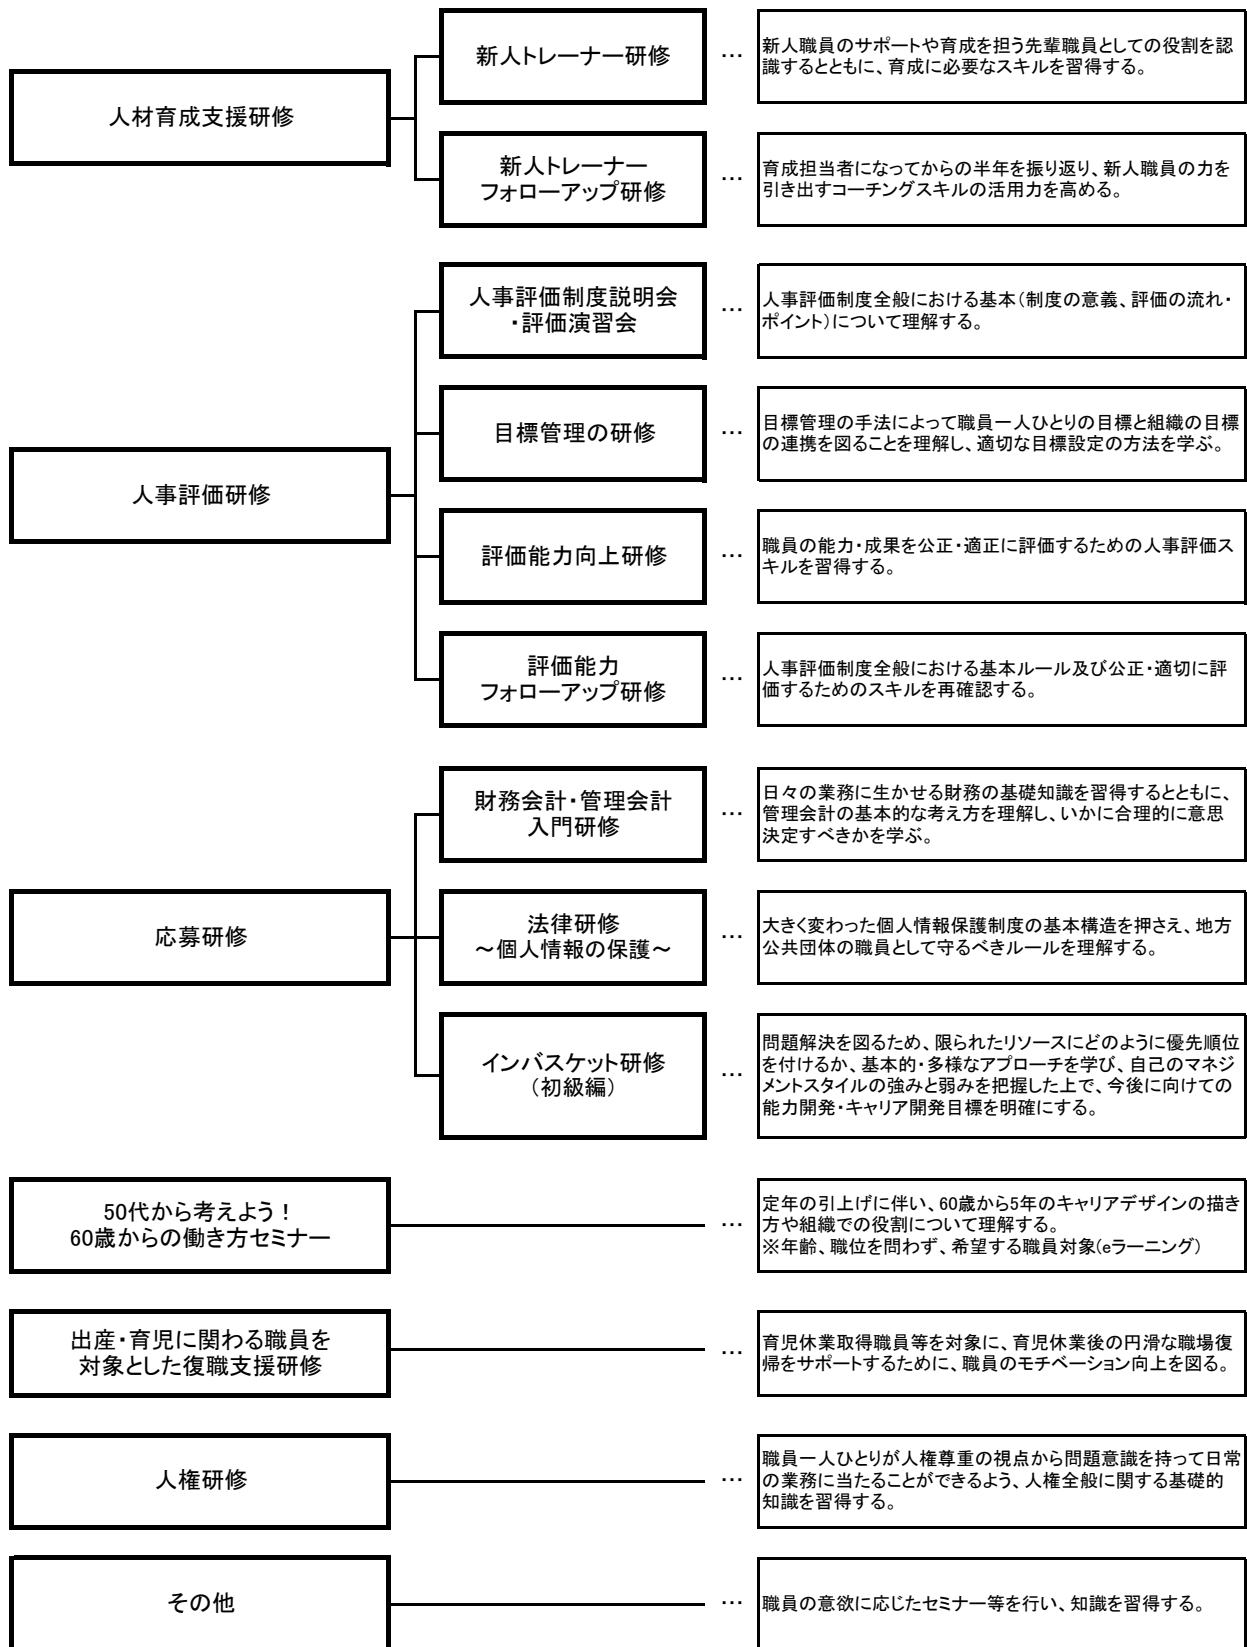 新人トレーナー研修
…
新人職員のサポートや育成を担う先輩職員としての役割を認
識するとともに、育成に必要なスキルを習得する。
人材育成支援研修
新人トレーナー
フォローアップ研修
…
育成担当者になってからの半年を振り返り、新人職員の力を
引き出すコーチングスキルの活用力を高める。
人事評価制度説明会
・評価演習会
…
人事評価制度全般における基本(制度の意義、評価の流れ・
ポイント)について理解する。
目標管理の研修
…
目標管理の手法によって職員一人ひとりの目標と組織の目標
の連携を図ることを理解し、適切な目標設定の方法を学ぶ。
人事評価研修
評価能力向上研修
…
職員の能力・成果を公正・適正に評価するための人事評価ス
キルを習得する。
評価能力
フォローアップ研修
…
人事評価制度全般における基本ルール及び公正・適切に評
価するためのスキルを再確認する。
財務会計・管理会計
入門研修
…
日々の業務に生かせる財務の基礎知識を習得するとともに、
管理会計の基本的な考え方を理解し、いかに合理的に意思
決定すべきかを学ぶ。
応募研修
法律研修
～個人情報の保護～
…
大きく変わった個人情報保護制度の基本構造を押さえ、地方
公共団体の職員として守るべきルールを理解する。
インバスケット研修
(初級編)
…
問題解決を図るため、限られたリソースにどのように優先順位
を付けるか、基本的・多様なアプローチを学び、自己のマネジ
メントスタイルの強みと弱みを把握した上で、今後に向けての
能力開発・キャリア開発目標を明確にする。
50代から考えよう！
60歳からの働き方セミナー
…
定年の引上げに伴い、60歳から5年のキャリアデザインの描き
方や組織での役割について理解する。
※年齢、職位を問わず、希望する職員対象(eラーニング)
出産・育児に関わる職員を
対象とした復職支援研修
…
育児休業取得職員等を対象に、育児休業後の円滑な職場復
帰をサポートするために、職員のモチベーション向上を図る。
人権研修
…
職員一人ひとりが人権尊重の視点から問題意識を持って日常
の業務に当たることができるよう、人権全般に関する基礎的
知識を習得する。
その他
…
職員の意欲に応じたセミナー等を行い、知識を習得する。